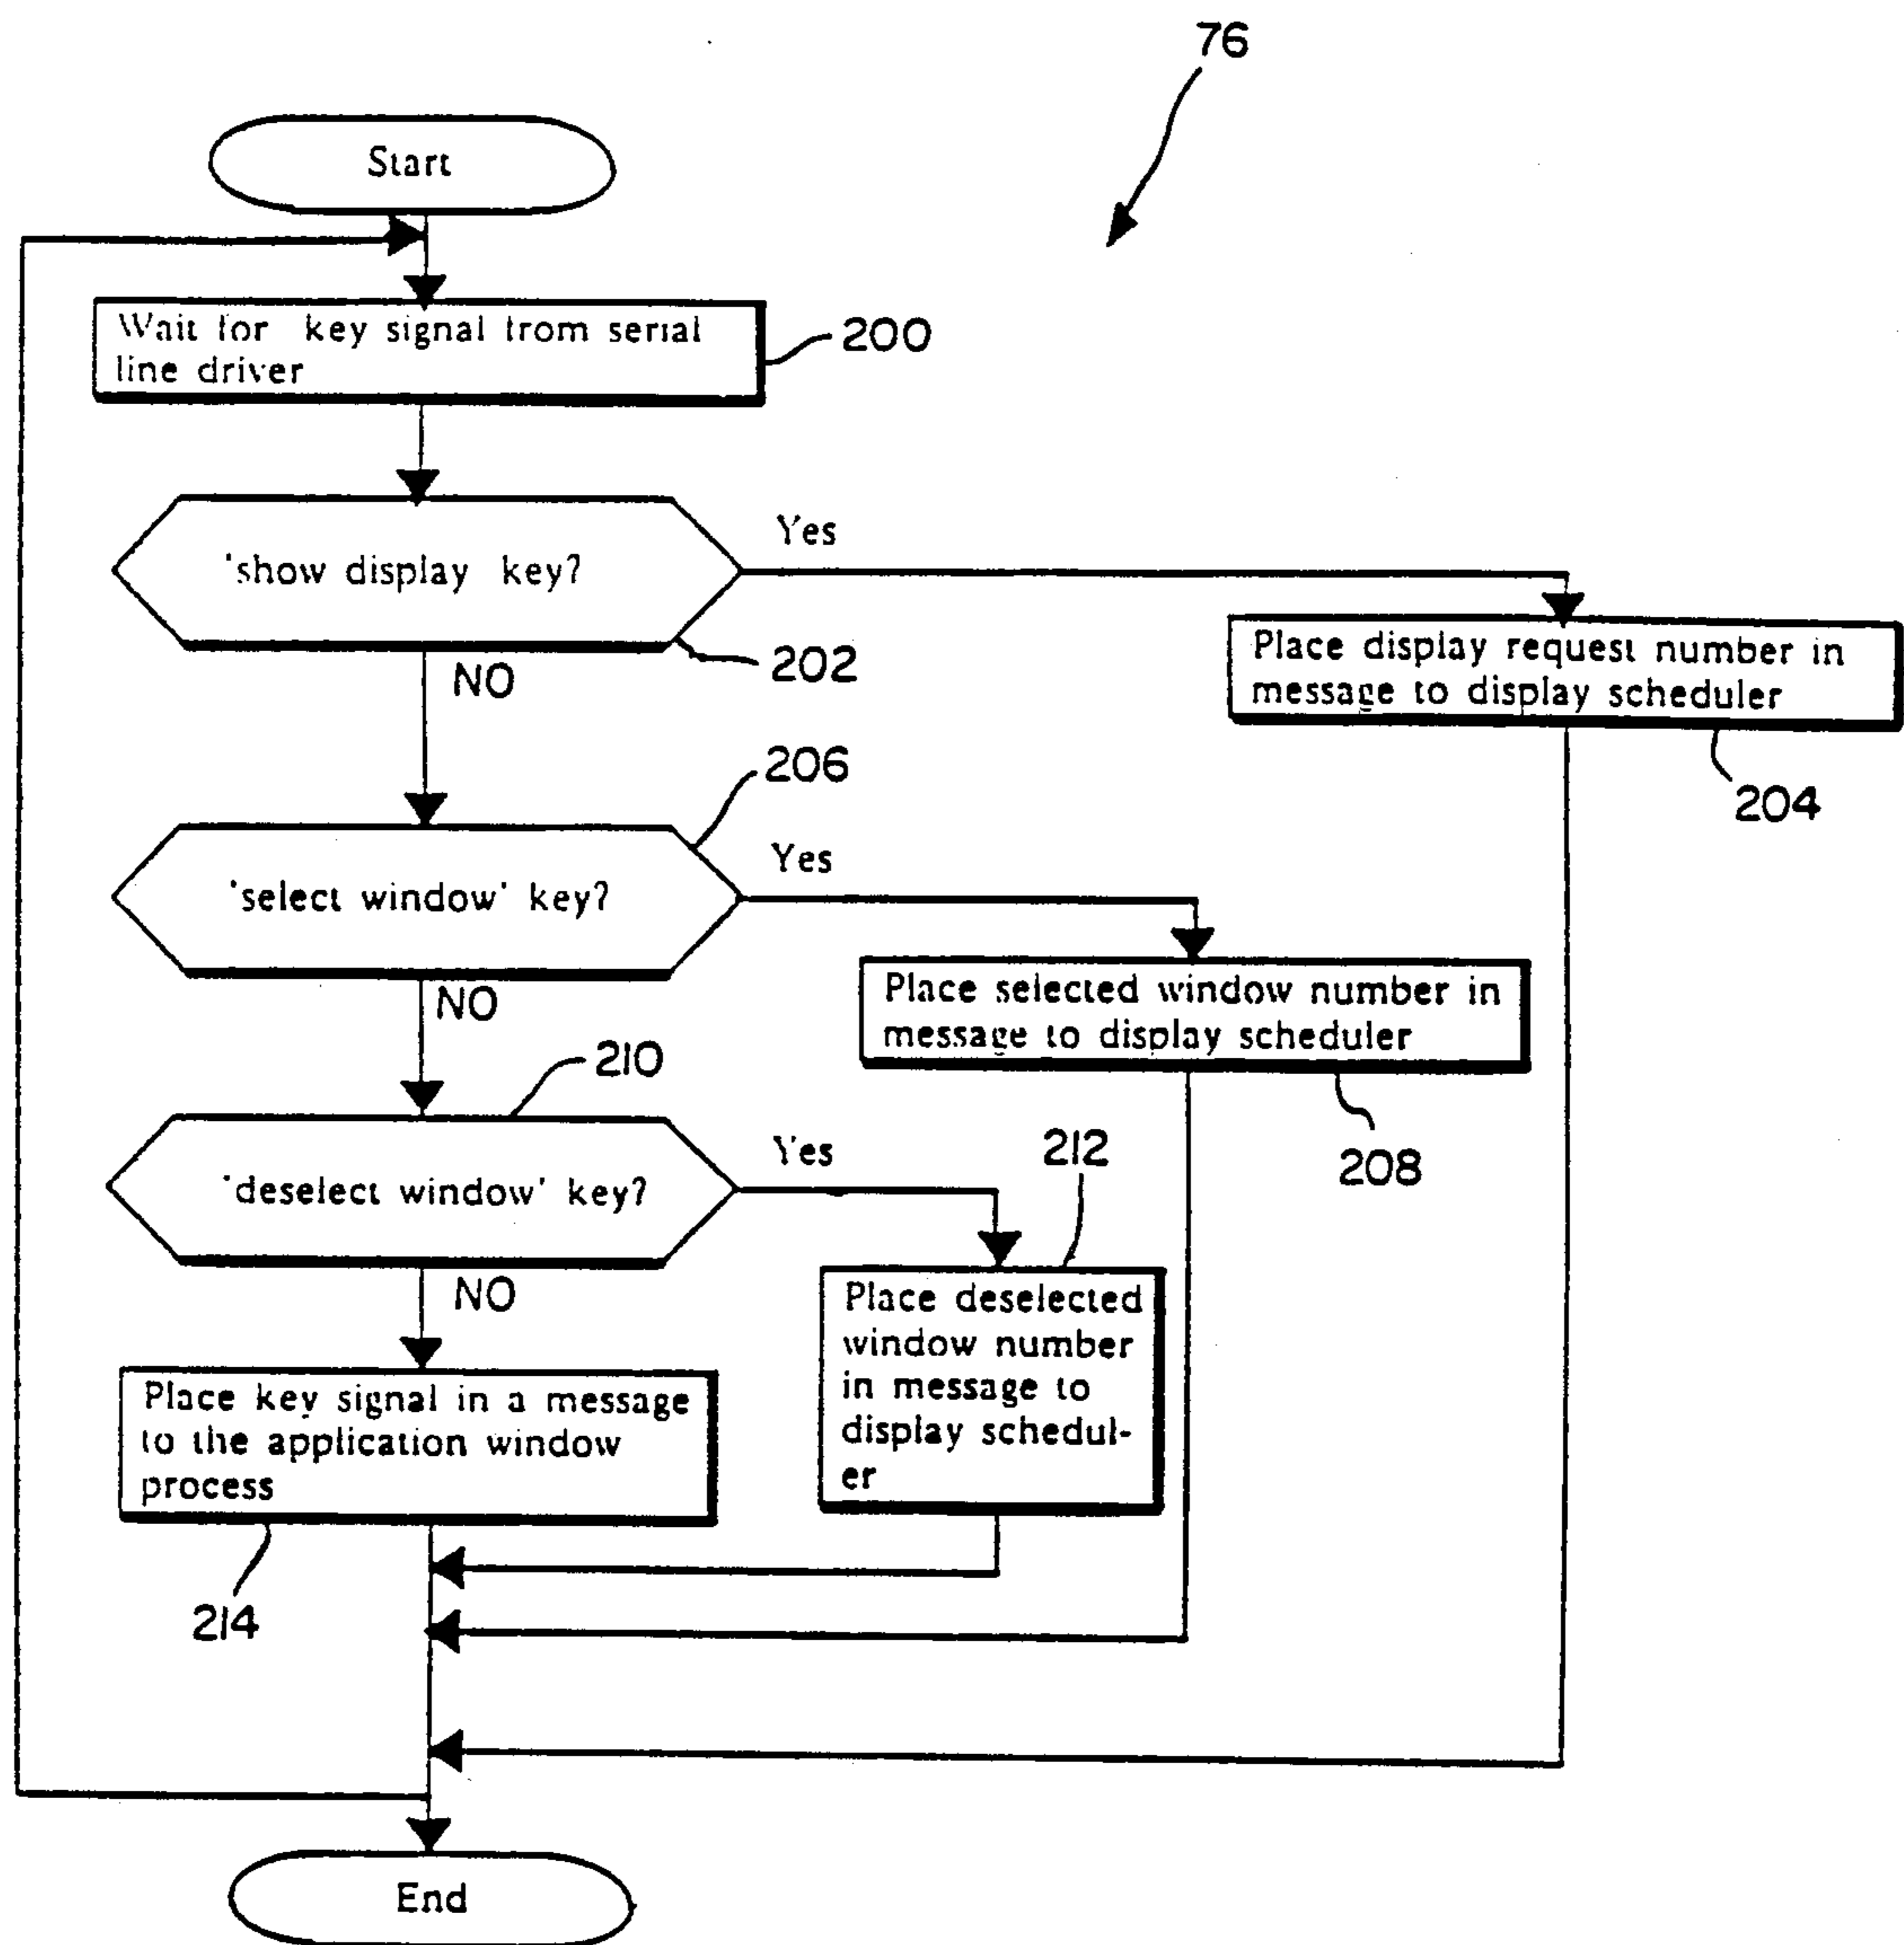 76
Start
Wait for key signal from serial
line driver
200
'show display key?
Yes
202
NO
Place display request number in
message to display scheduler
204
206
'select window' key?
Yes
NO
Place selected window number in
message to display scheduler
208
210
'deselect window' key?
Yes
212
NO
Place deselected
window number
in message to
display schedul-
er
Place key signal in a message
to the application window
process
214
End